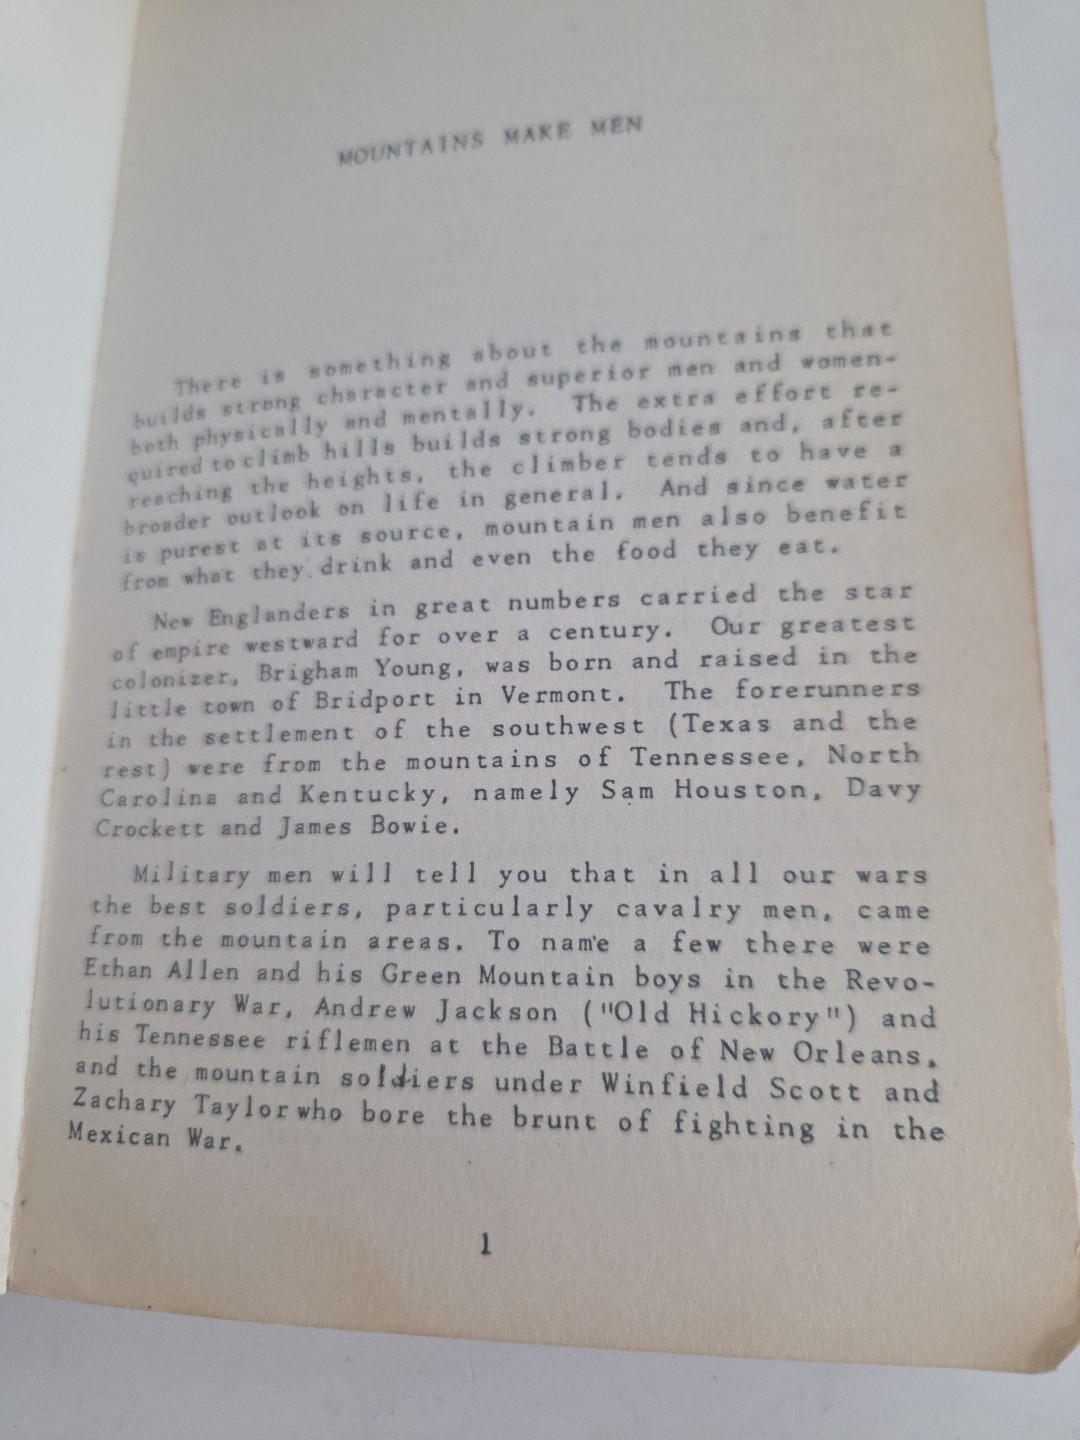 MOUNTAINS MAKE MEN
There is something about the mountains that
builds strong character and superior men and women-
both physically and mentally. The extra effort re-
quired to climb hills builds strong bodies and, after
reaching the heights, the climber tends to have a
broader outlook on life in general. And since water
is purest at its source, mountain men also benefit
from what they drink and even the food they eat.
New Englanders in great numbers carried the star
of empire westward for over a century. Our greatest
colonizer, Brigham Young, was born and raised in the
little town of Bridport in Vermont. The forerunners
in the settlement of the southwest (Texas and the
rest) were from the mountains of Tennessee, North
Carolina and Kentucky, namely Sam Houston, Davy
Crockett and James Bowie.
Military men will tell you that in all our wars
the best soldiers, particularly cavalry men, came
from the mountain areas. To name a few there were
Ethan Allen and his Green Mountain boys in the Revo-
lutionary War, Andrew Jackson ("Old Hickory") and
his Tennessee riflemen at the Battle of New Orleans,
and the mountain soldiers under Winfield Scott and
Zachary Taylor who bore the brunt of fighting in the
Mexican War.
1